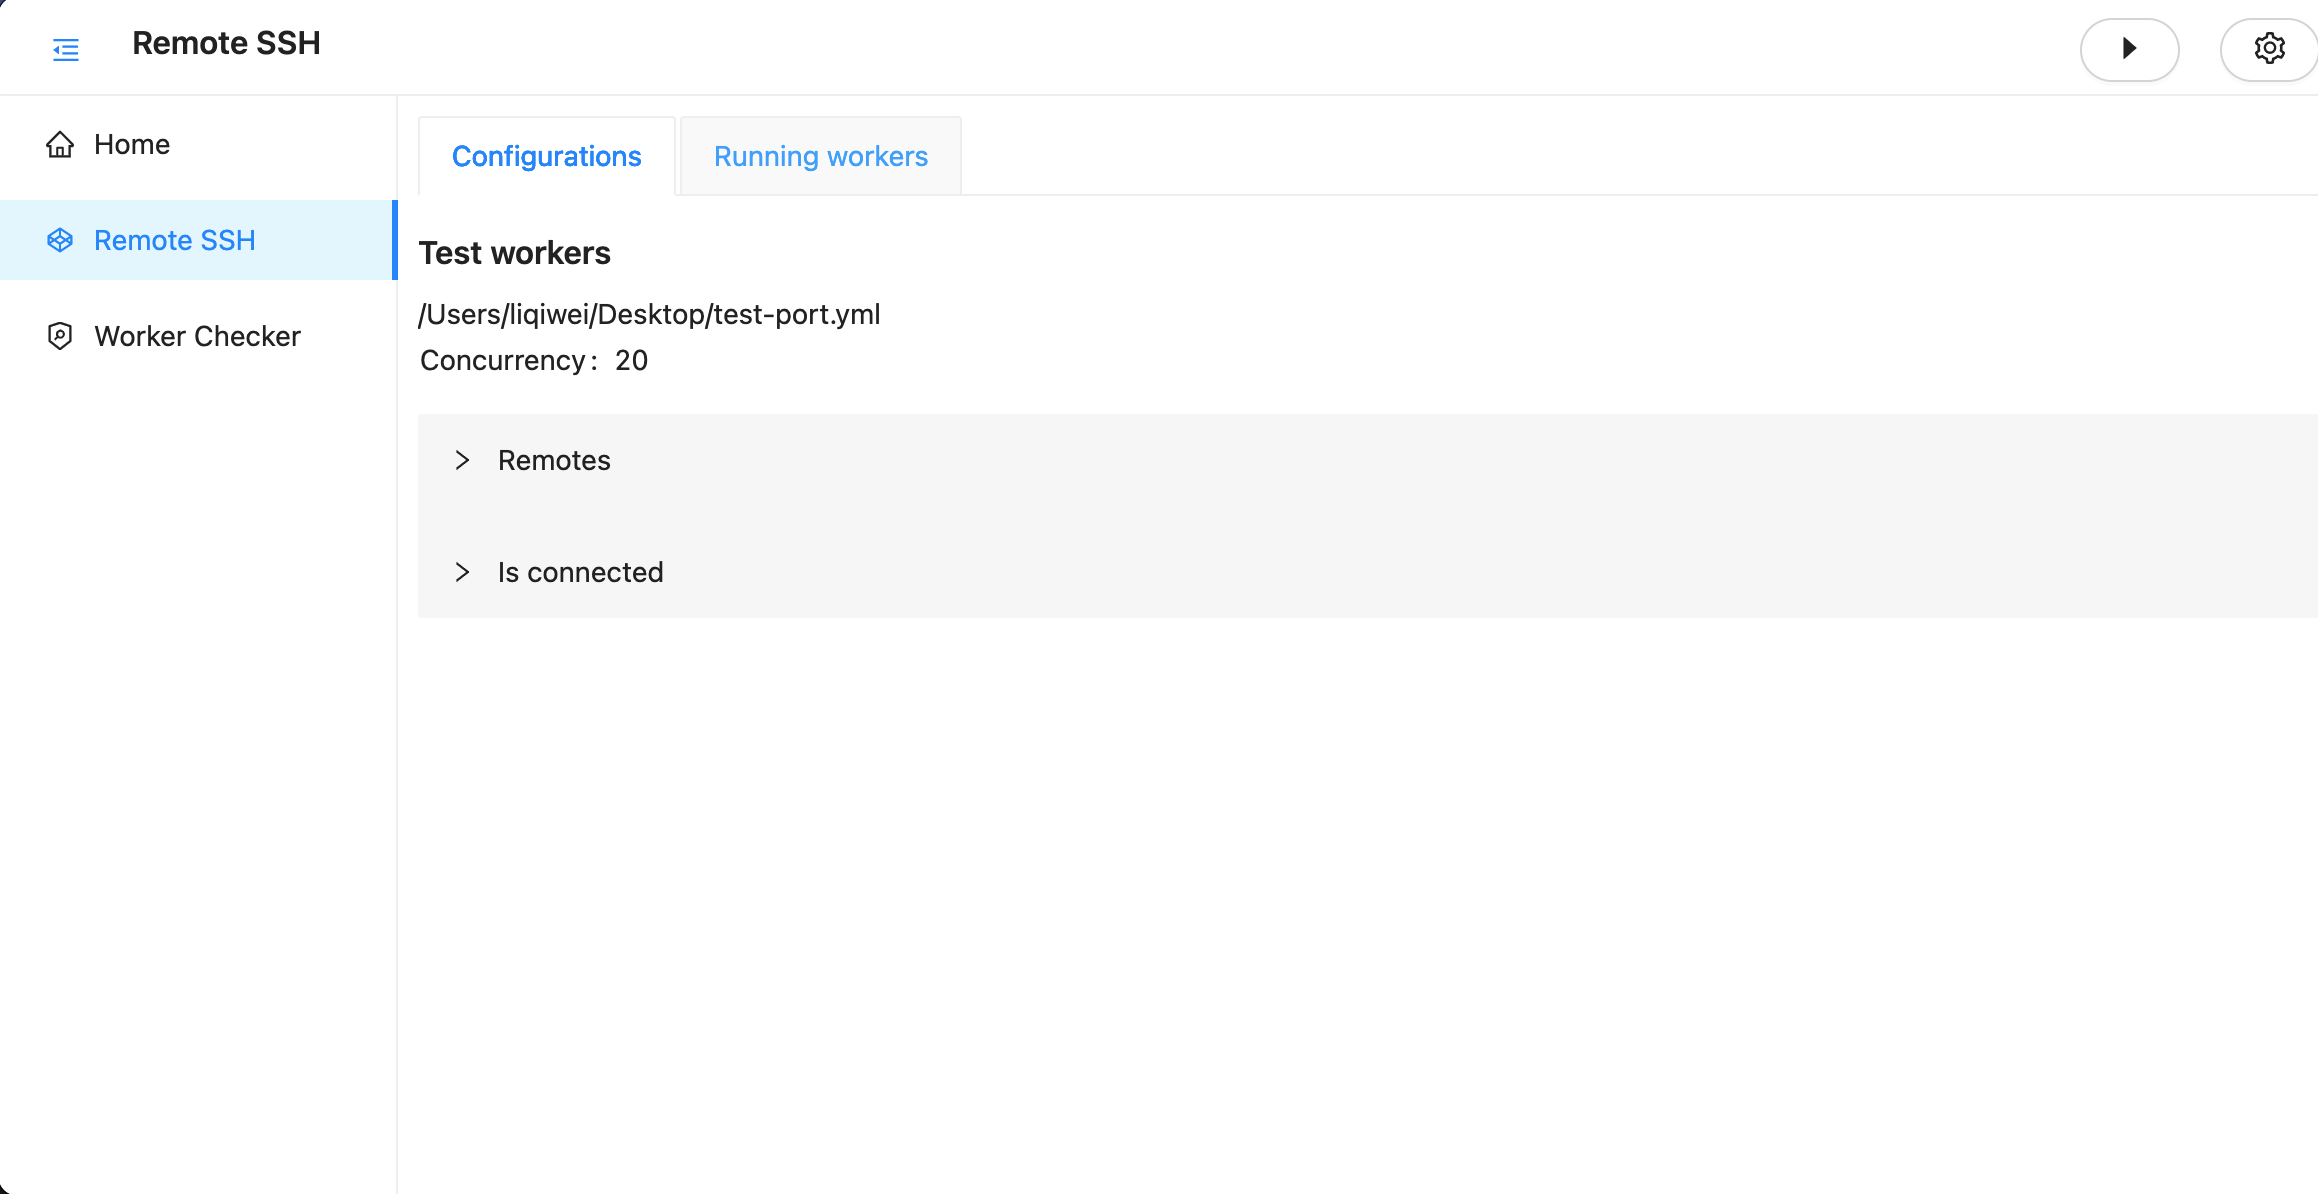 Remote SSH
Home
Remote SSH
Worker Checker
Configurations
Running workers
Test workers
/Users/liqiwei/Desktop/test-port.yml
Concurrency: 20
Remotes
Is connected